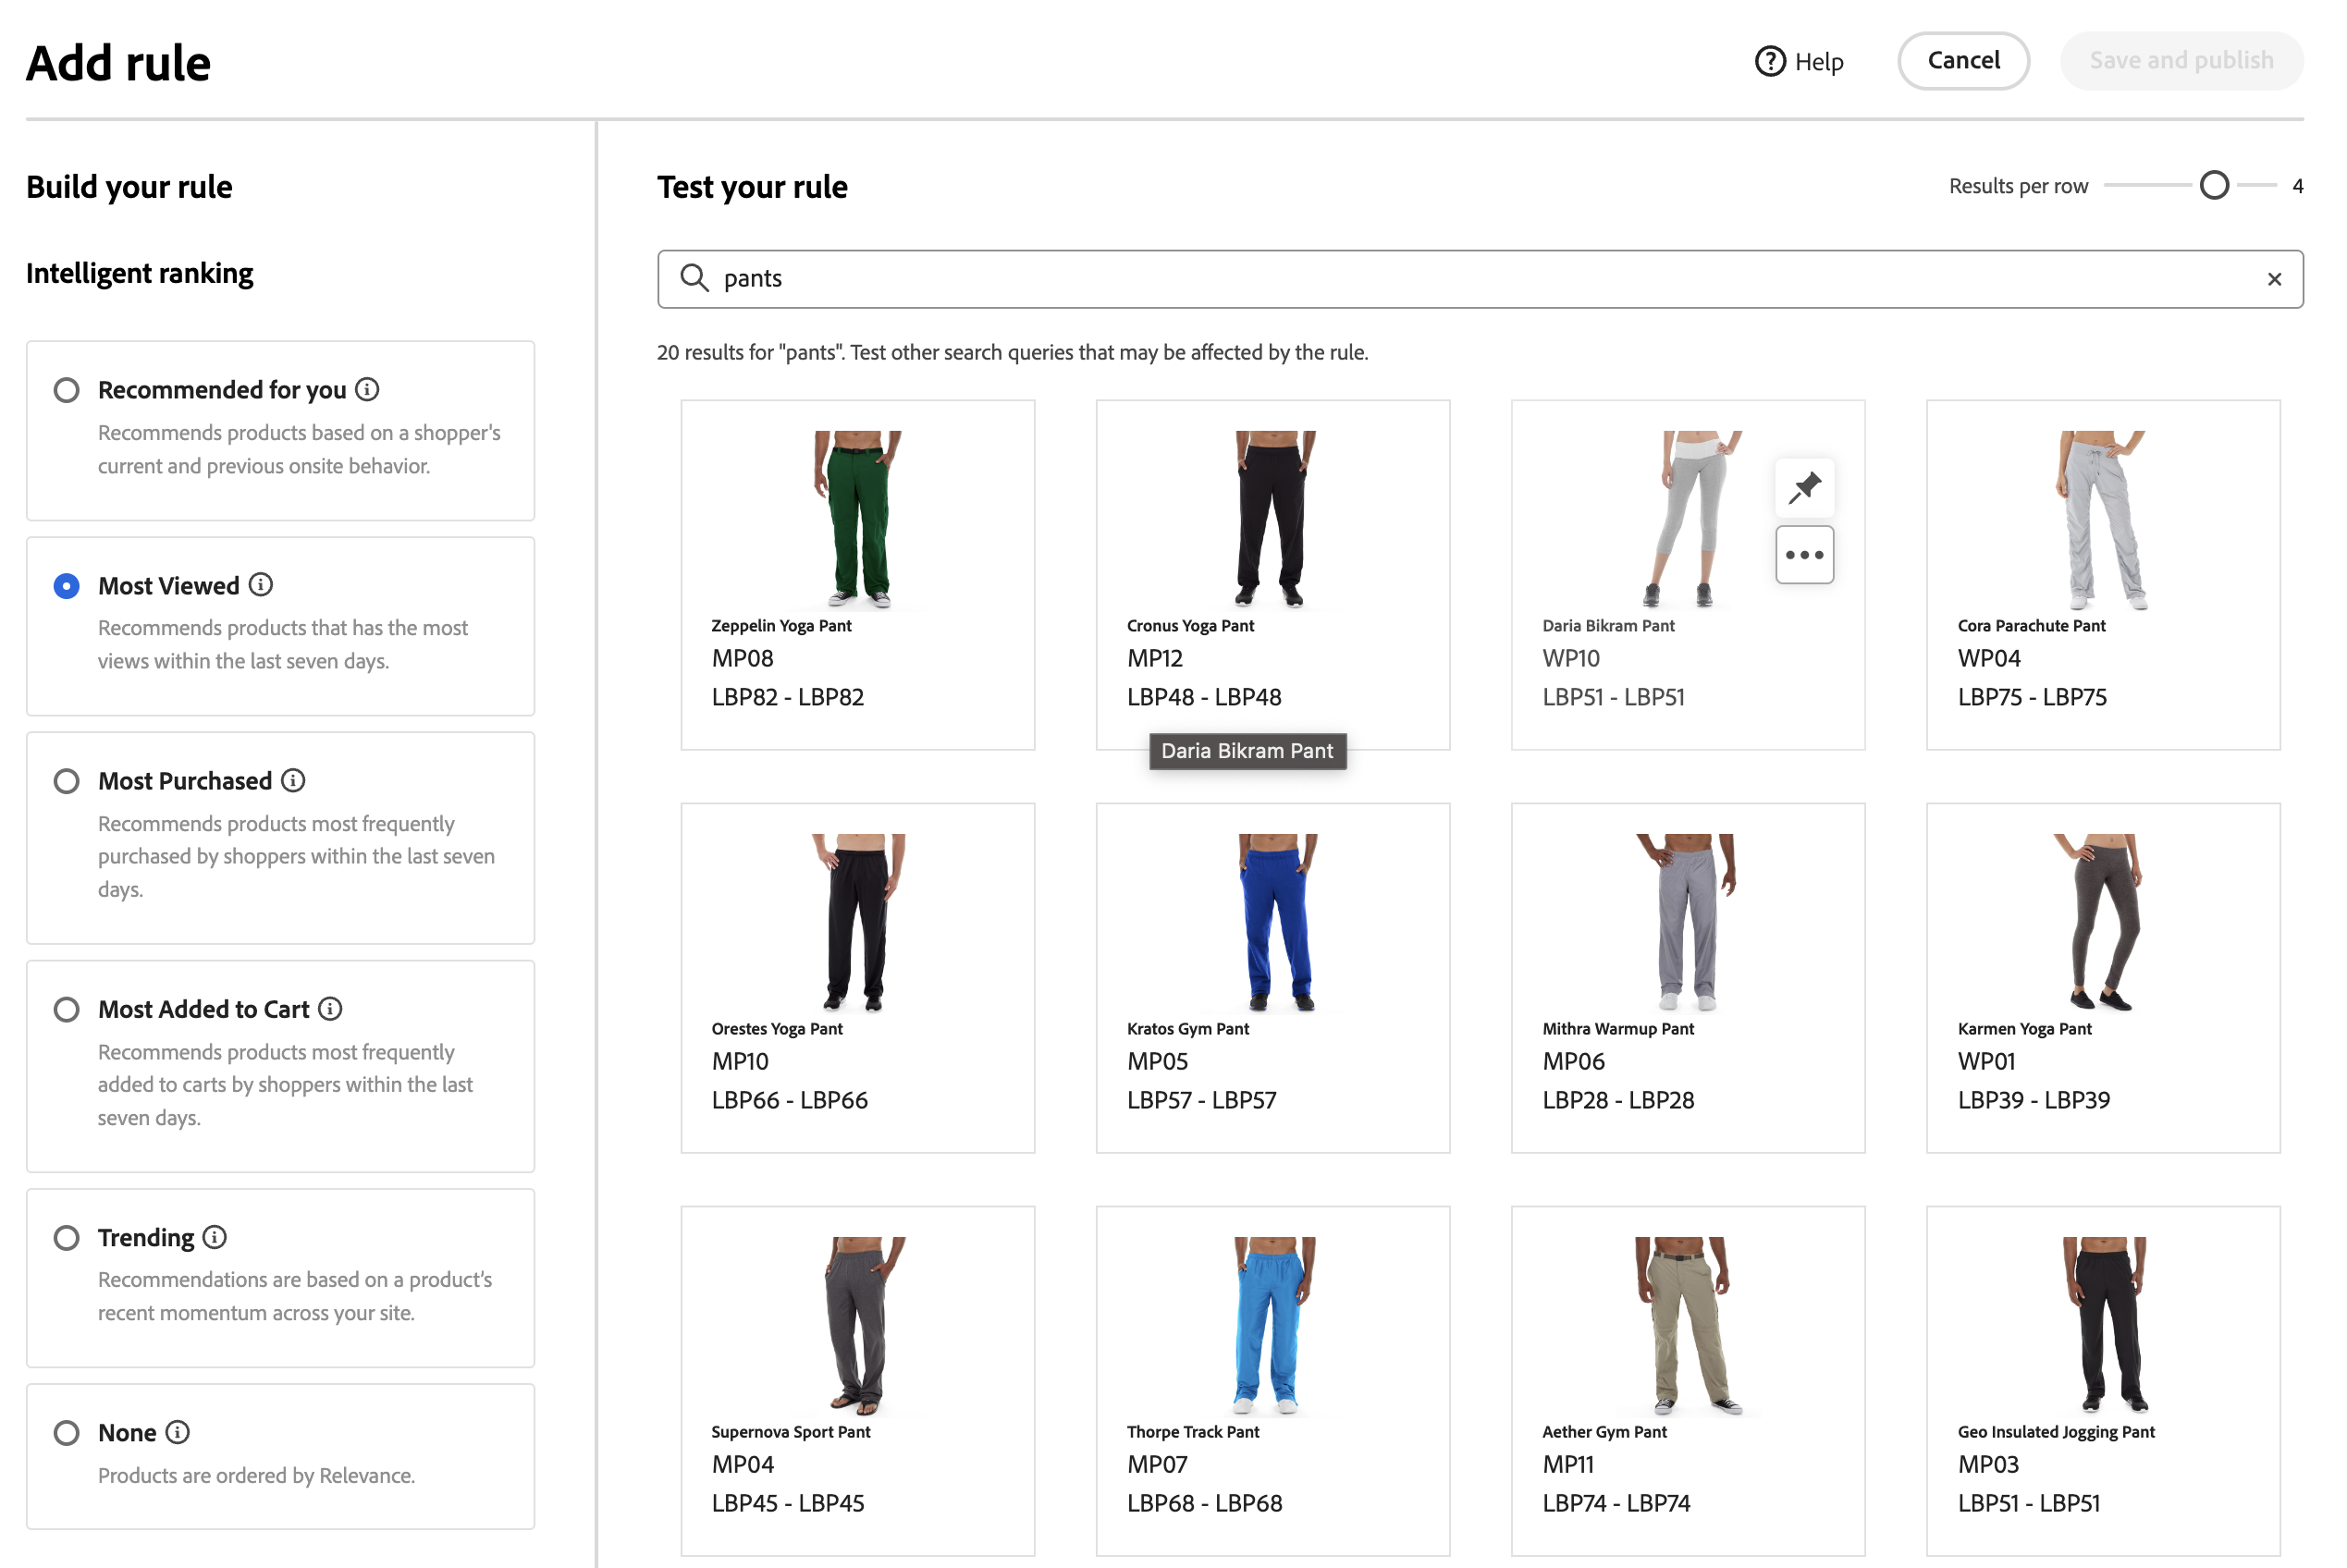 Add rule
Help
Cancel
Save and publish
Build your rule
Intelligent ranking
Recommended for you
Recommends products based on a shopper's
current and previous onsite behavior.
Most Viewed
Recommends products that has the most
views within the last seven days.
Most Purchased
Recommends products most frequently
purchased by shoppers within the last seven
days.
Most Added to Cart
Recommends products most frequently
added to carts by shoppers within the last
seven days.
Trending
Recommendations are based on a product's
recent momentum across your site.
None
Products are ordered by Relevance.
Test your rule
Results per row 4
pants
20 results for "pants". Test other search queries that may be affected by the rule.
Zeppelin Yoga Pant
MP08
LBP82 - LBP82
Cronus Yoga Pant
MP12
LBP48 - LBP48
Daria Bikram Pant
WP10
LBP51 - LBP51
Cora Parachute Pant
WP04
LBP75 - LBP75
Daria Bikram Pant
Orestes Yoga Pant
MP10
LBP66 - LBP66
Kratos Gym Pant
MP05
LBP57 - LBP57
Mithra Warmup Pant
MP06
LBP28 - LBP28
Karmen Yoga Pant
WP01
LBP39 - LBP39
Supernova Sport Pant
MP04
LBP45 - LBP45
Thorpe Track Pant
MP07
LBP68 - LBP68
Aether Gym Pant
MP11
LBP74 - LBP74
Geo Insulated Jogging Pant
MP03
LBP51 - LBP51